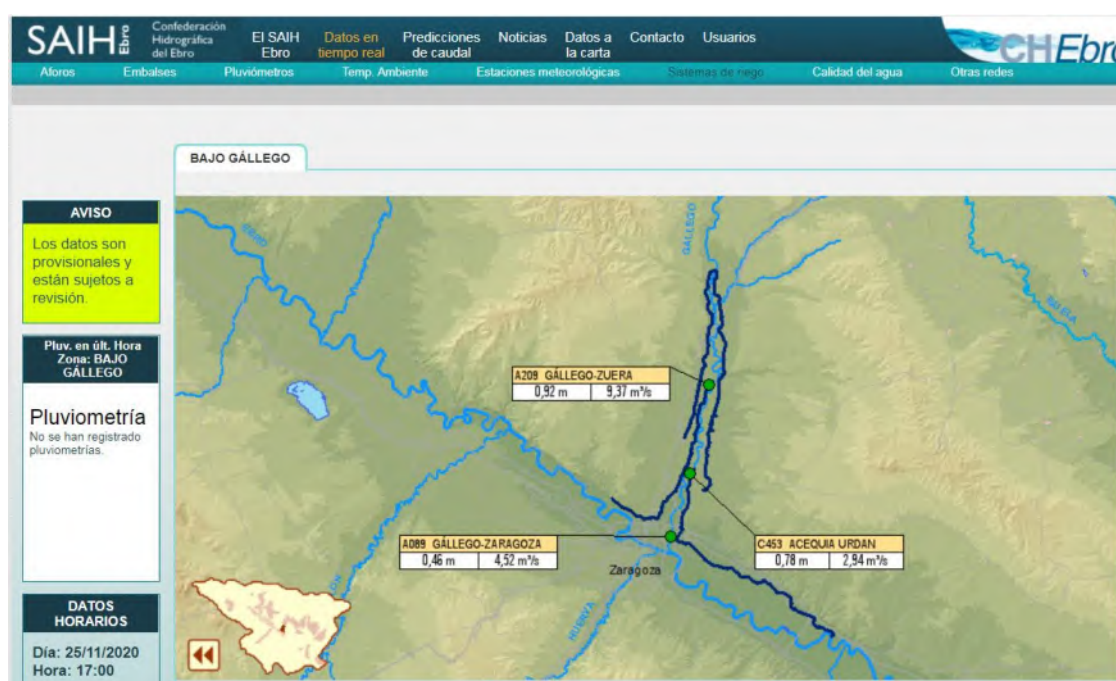 SAIH Ebro
Confederación
Hidrográfica
del Ebro
El SAIH
Ebro
Datos en
tiempo real
Predicciones
de caudal
Noticias
Datos a
la carta
Contacto
Usuarios
CHEbro
Aforos
Embalses
Pluviómetros
Temp. Ambiente
Estaciones meteorológicas
Sistemas de riego
Calidad del agua
Otras redes
BAJO GÁLLEGO
AVISO
Los datos son
provisionales y
están sujetos a
revisión.
Pluv. en últ. Hora
Zona: BAJO
GÁLLEGO
Pluviometría
No se han registrado
pluviometrías.
DATOS
HORARIOS
Día: 25/11/2020
Hora: 17:00
EBRO
GÁLLEGO
A209 GÁLLEGO-ZUERA
0,92 m 9,37 m³/s
A089 GÁLLEGO-ZARAGOZA
0,46 m 4,52 m³/s
C453 ACEQUIA URDAN
0,78 m 2,94 m³/s
Zaragoza
HUERVA